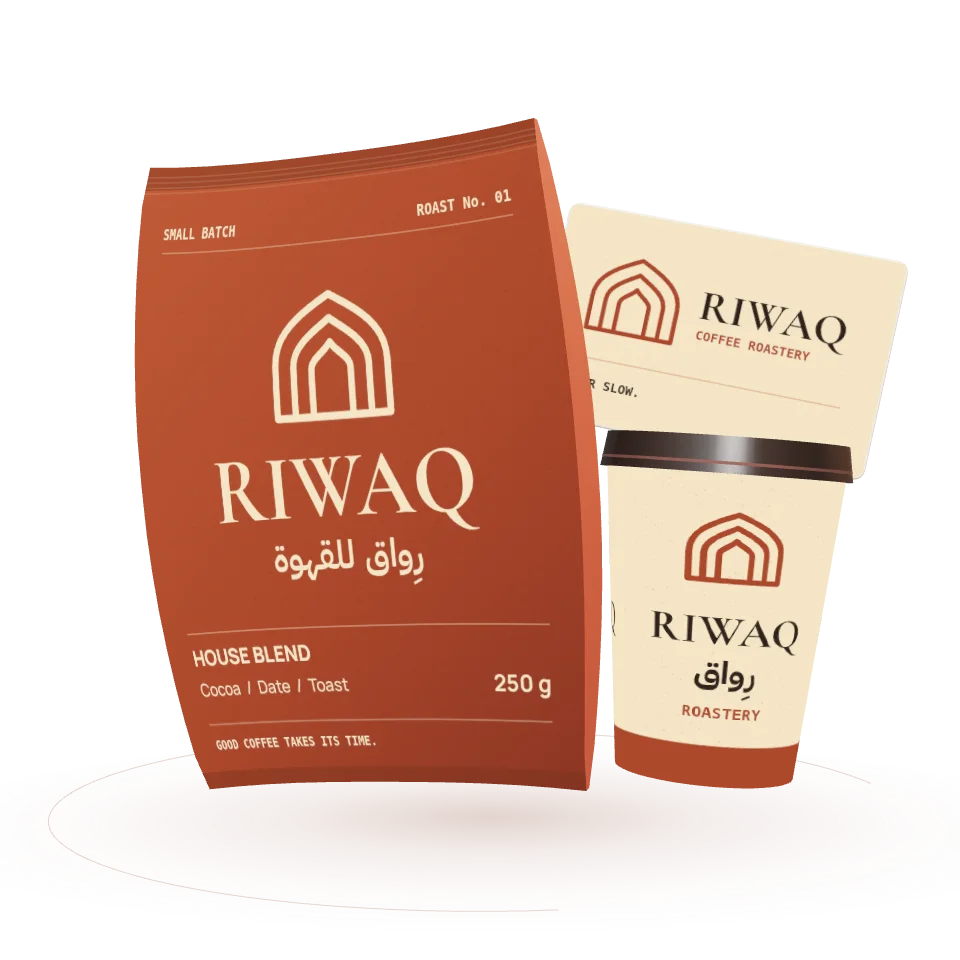 SMALL BATCH
ROAST No. 01
RIWAQ
رِواق للقهوة
HOUSE BLEND
Cocoa / Date / Toast
250 g
GOOD COFFEE TAKES ITS TIME.
RIWAQ
COFFEE ROASTERY
SLOW.
RIWAQ
رِواق
ROASTERY